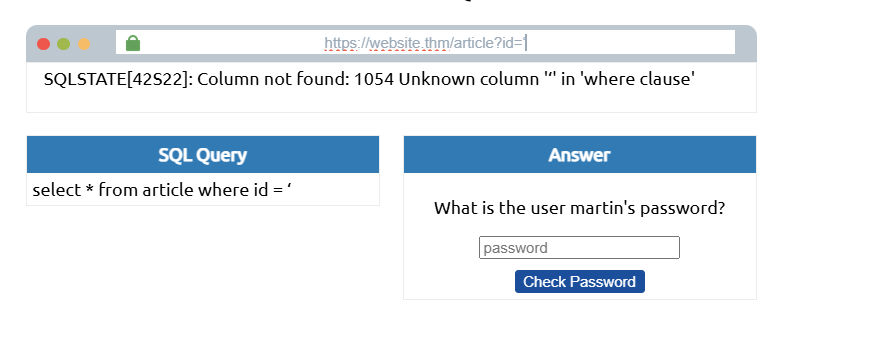 https://website.thm/article?id=‘
SQLSTATE[42S22]: Column not found: 1054 Unknown column '‘' in 'where clause'
SQL Query
select * from article where id = ‘
Answer
What is the user martin's password?
password
Check Password